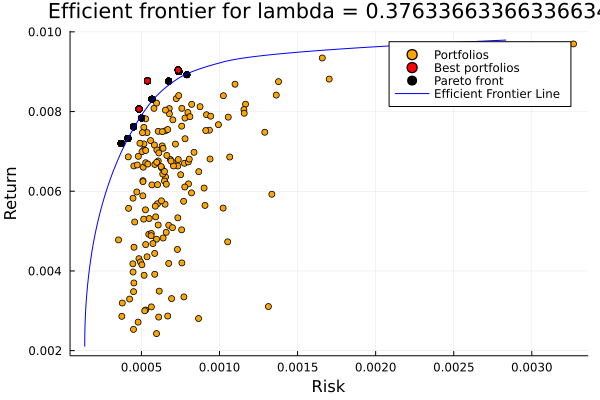 Efficient frontier for lambda = 0.3763366336633663
0.010
0.008
0.006
0.004
0.002
Return
Portfolios
Best portfolios
Pareto front
Efficient Frontier Line
0.0005
0.0010
0.0015
0.0020
0.0025
0.0030
Risk